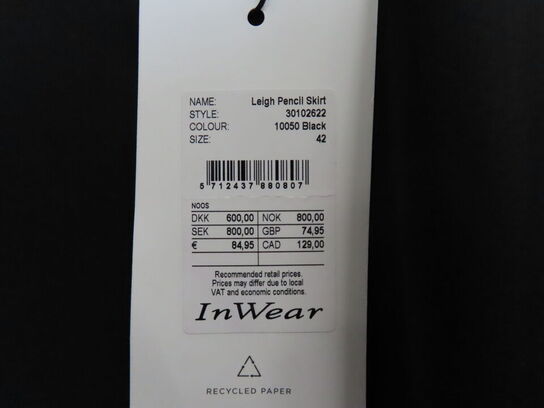 NAME: Leigh Pencil Skirt
STYLE: 30102622
COLOUR: 10050 Black
SIZE: 42
5 712437 880807
NOOS
DKK 600,00 NOK 800,00
SEK 800,00 GBP 74,95
€ 84,95 CAD 129,00
Recommended retail prices.
Prices may differ due to local
VAT and economic conditions.
InWear
RECYCLED PAPER